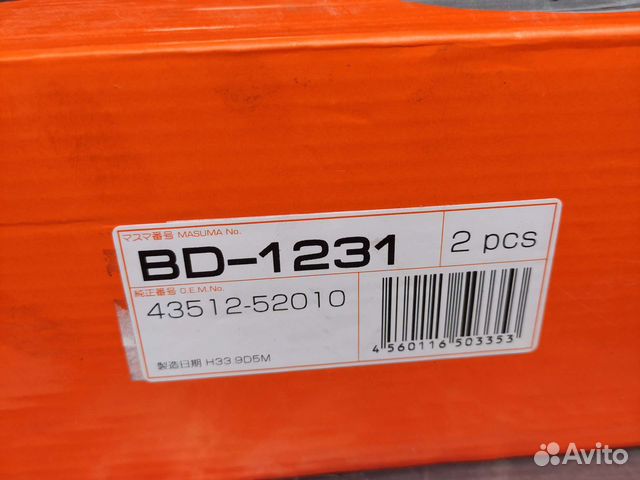 マスマ番号 MASUMA No.
BD-1231
2 pcs
純正番号 O.E.M.No.
43512-52010
4 560116 503353
製造日期 H33.9D5M
Avito